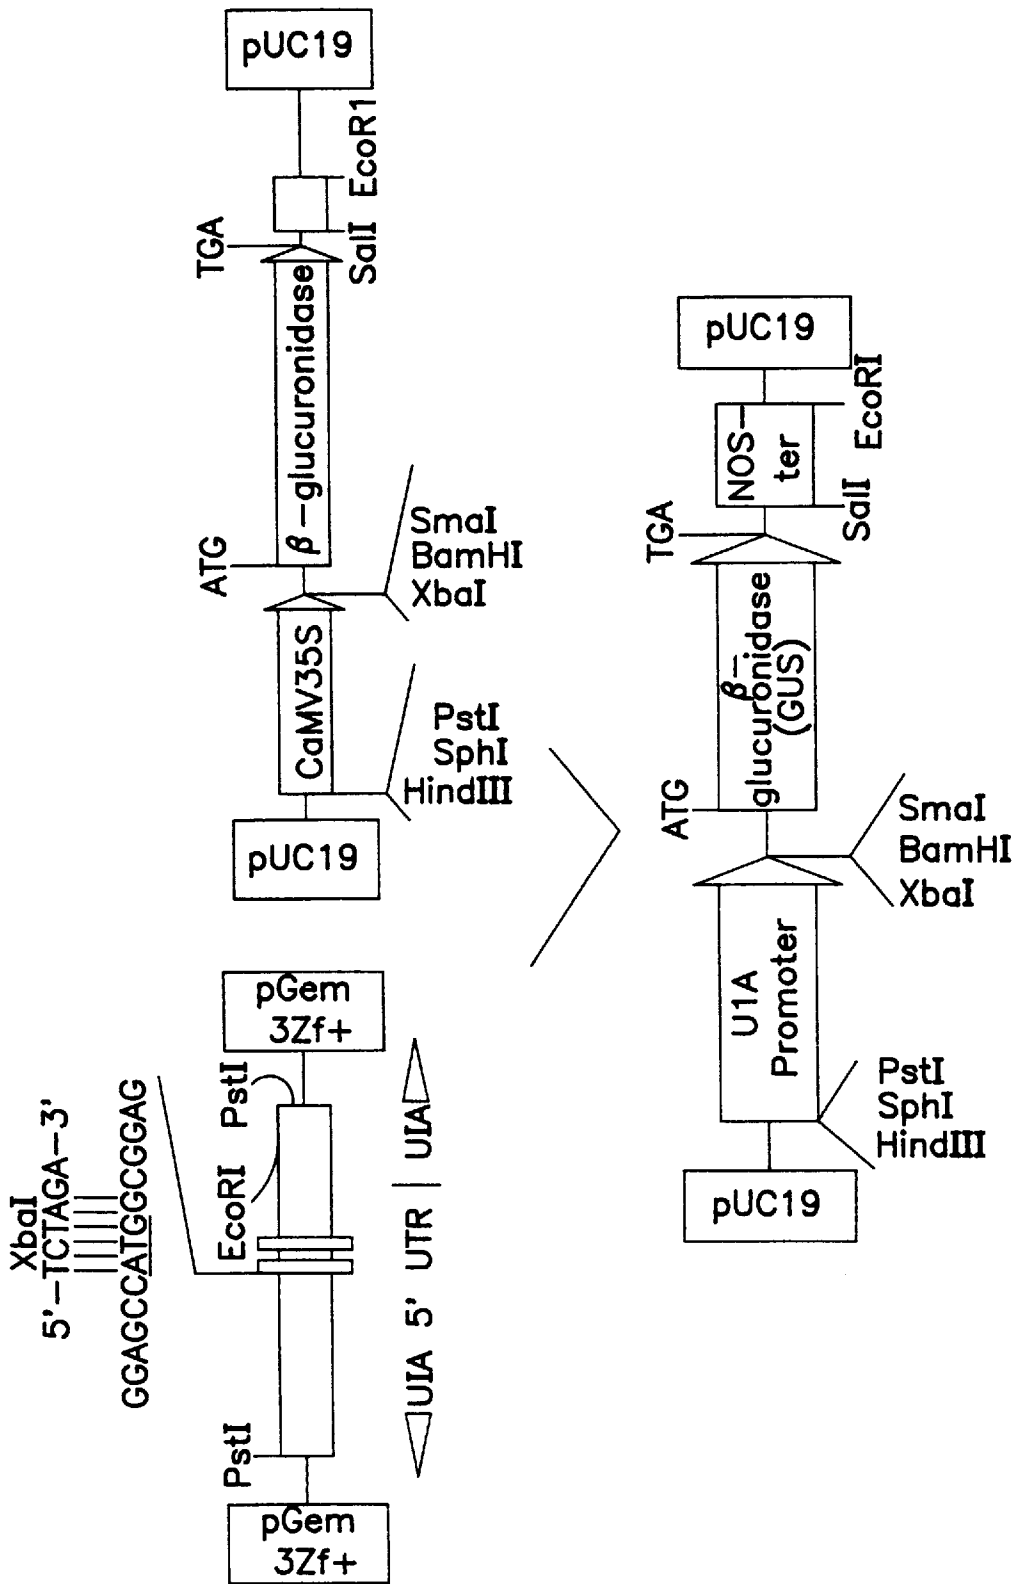 XbaI
5'-TCTAGA-3'
GGAGCCATGGCGGAG
PstI
EcoRI
PstI
pGem
3Zf+
pGem
3Zf+
UIA 5' UTR
UIA
pUC19
CaMV35S
ATG
β-glucuronidase
TGA
pUC19
HindIII
SphI
PstI
XbaI
BamHI
SmaI
SalI
EcoR1
pUC19
U1A
Promoter
ATG
β-
glucuronidase
(GUS)
TGA
NOS-
ter
pUC19
HindIII
SphI
PstI
XbaI
BamHI
SmaI
SalI
EcoRI